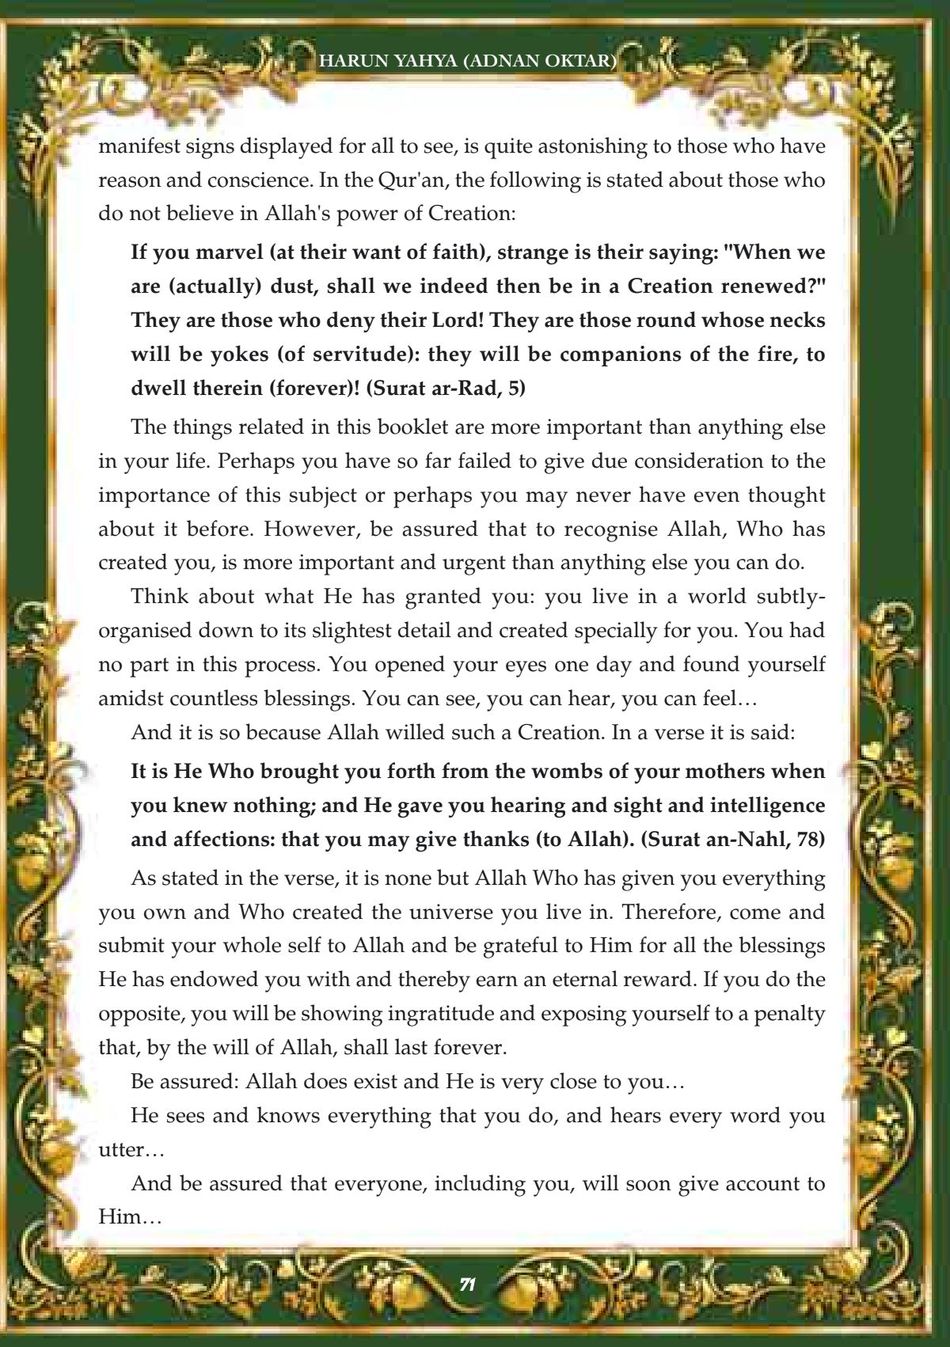 HARUN YAHYA (ADNAN OKTAR)
manifest signs displayed for all to see, is quite astonishing to those who have
reason and conscience. In the Qur'an, the following is stated about those who
do not believe in Allah's power of Creation:
If you marvel (at their want of faith), strange is their saying: "When we
are (actually) dust, shall we indeed then be in a Creation renewed?"
They are those who deny their Lord! They are those round whose necks
will be yokes (of servitude): they will be companions of the fire, to
dwell therein (forever)! (Surat ar-Rad, 5)
The things related in this booklet are more important than anything else
in your life. Perhaps you have so far failed to give due consideration to the
importance of this subject or perhaps you may never have even thought
about it before. However, be assured that to recognise Allah, Who has
created you, is more important and urgent than anything else you can do.
Think about what He has granted you: you live in a world subtly-
organised down to its slightest detail and created specially for you. You had
no part in this process. You opened your eyes one day and found yourself
amidst countless blessings. You can see, you can hear, you can feel…
And it is so because Allah willed such a Creation. In a verse it is said:
It is He Who brought you forth from the wombs of your mothers when
you knew nothing; and He gave you hearing and sight and intelligence
and affections: that you may give thanks (to Allah). (Surat an-Nahl, 78)
As stated in the verse, it is none but Allah Who has given you everything
you own and Who created the universe you live in. Therefore, come and
submit your whole self to Allah and be grateful to Him for all the blessings
He has endowed you with and thereby earn an eternal reward. If you do the
opposite, you will be showing ingratitude and exposing yourself to a penalty
that, by the will of Allah, shall last forever.
Be assured: Allah does exist and He is very close to you…
He sees and knows everything that you do, and hears every word you
utter…
And be assured that everyone, including you, will soon give account to
Him…
71